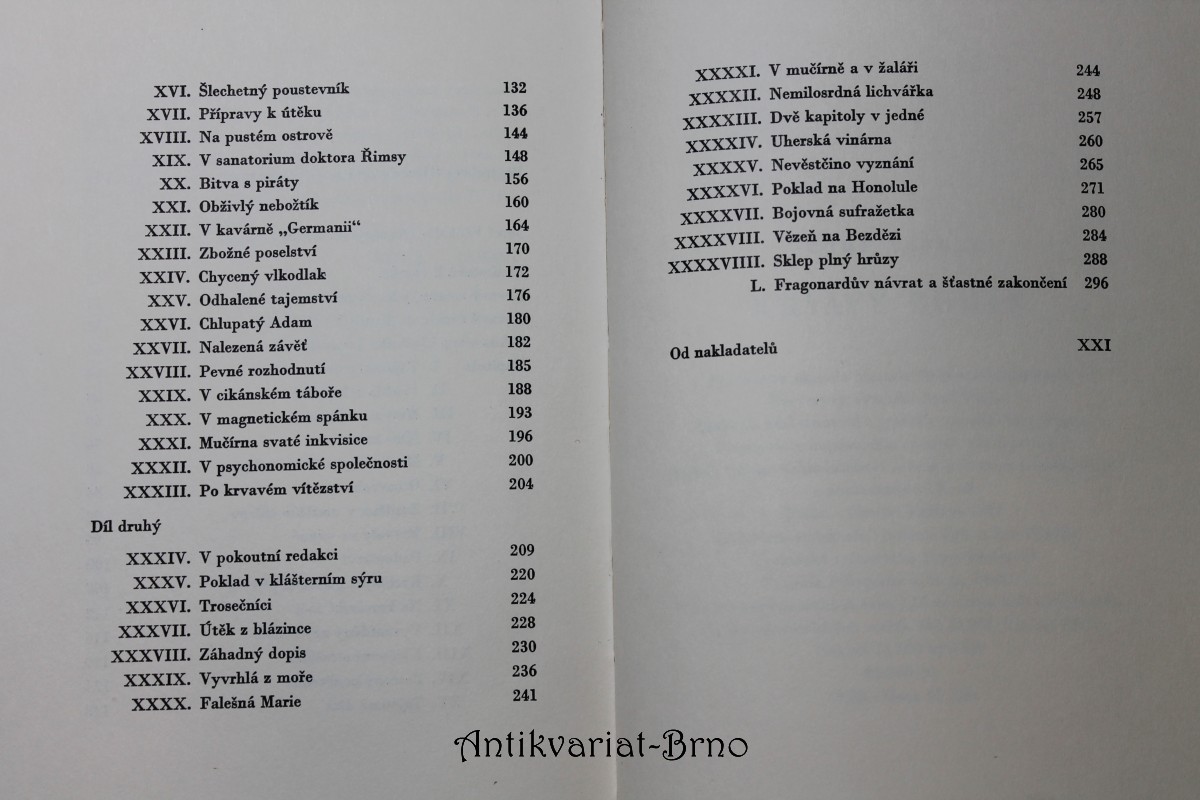 XVI. Šlechetný poustevník 132
XVII. Přípravy k útěku 136
XVIII. Na pustém ostrově 144
XIX. V sanatorium doktora Římsy 148
XX. Bitva s piráty 156
XXI. Obživlý nebožtík 160
XXII. V kavárně „Germanii“ 164
XXIII. Zbožné poselství 170
XXIV. Chycený vlkodlak 172
XXV. Odhalené tajemství 176
XXVI. Chlupatý Adam 180
XXVII. Nalezená závěť 182
XXVIII. Pevné rozhodnutí 185
XXIX. V cikánském táboře 188
XXX. V magnetickém spánku 193
XXXI. Mučírna svaté inkvisice 196
XXXII. V psychonomické společnosti 200
XXXIII. Po krvavém vítězství 204
Díl druhý
XXXIV. V pokoutní redakci 209
XXXV. Poklad v klášterním sýru 220
XXXVI. Trosečníci 224
XXXVII. Útěk z blázince 228
XXXVIII. Záhadný dopis 230
XXXIX. Vyvrhlá z moře 236
XXXX. Falešná Marie 241
XXXXI. V mučírně a v žaláři 244
XXXXII. Nemilosrdná lichvářka 248
XXXXIII. Dvě kapitoly v jedné 257
XXXXIV. Uherská vinárna 260
XXXXV. Nevěstčino vyznání 265
XXXXVI. Poklad na Honolule 271
XXXXVII. Bojovná sufražetka 280
XXXXVIII. Vězeň na Bezdězi 284
XXXXVIIII. Sklep plný hrůzy 288
L. Fragonardův návrat a šťastné zakončení 296
Od nakladatelů XXI
Antikvariat-Brno